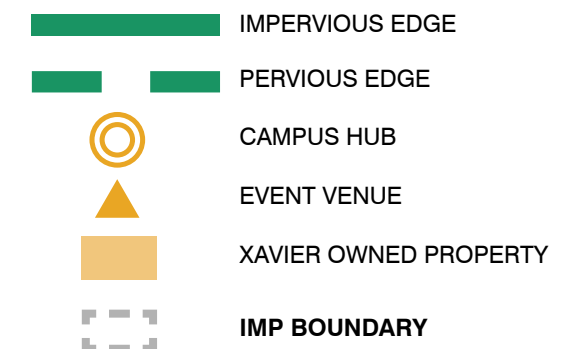 IMPERVIOUS EDGE
PERVIOUS EDGE
CAMPUS HUB
EVENT VENUE
XAVIER OWNED PROPERTY
IMP BOUNDARY